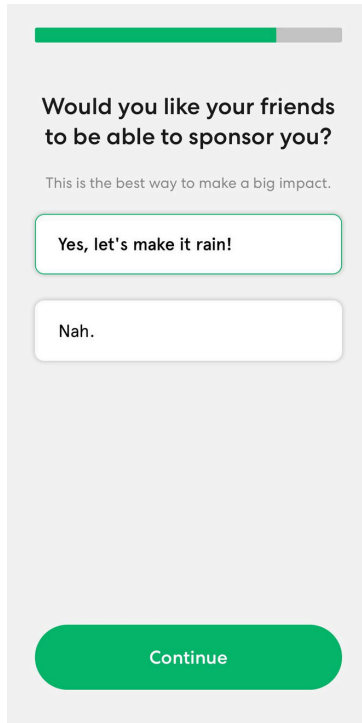 Would you like your friends
to be able to sponsor you?
This is the best way to make a big impact.
Yes, let's make it rain!
Nah.
Continue